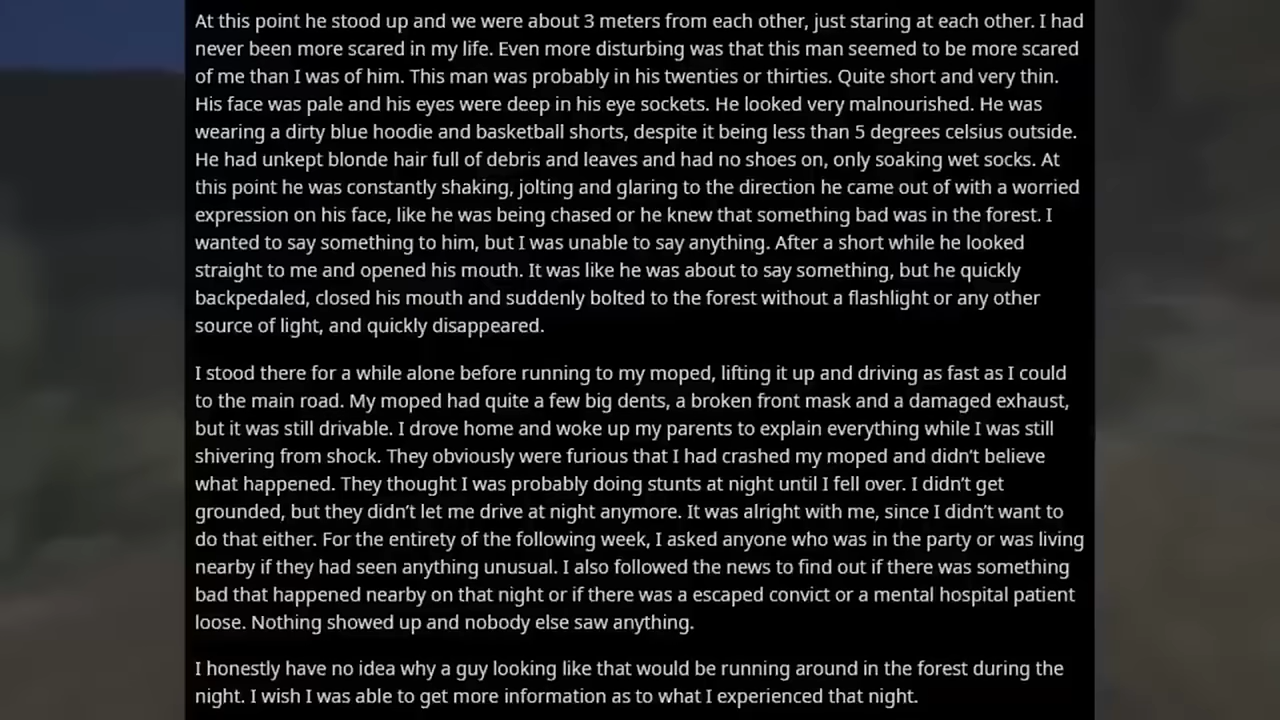 At this point he stood up and we were about 3 meters from each other, just staring at each other. I had
never been more scared in my life. Even more disturbing was that this man seemed to be more scared
of me than I was of him. This man was probably in his twenties or thirties. Quite short and very thin.
His face was pale and his eyes were deep in his eye sockets. He looked very malnourished. He was
wearing a dirty blue hoodie and basketball shorts, despite it being less than 5 degrees celsius outside.
He had unkept blonde hair full of debris and leaves and had no shoes on, only soaking wet socks. At
this point he was constantly shaking, jolting and glaring to the direction he came out of with a worried
expression on his face, like he was being chased or he knew that something bad was in the forest. I
wanted to say something to him, but I was unable to say anything. After a short while he looked
straight to me and opened his mouth. It was like he was about to say something, but he quickly
backpedaled, closed his mouth and suddenly bolted to the forest without a flashlight or any other
source of light, and quickly disappeared.
I stood there for a while alone before running to my moped, lifting it up and driving as fast as I could
to the main road. My moped had quite a few big dents, a broken front mask and a damaged exhaust,
but it was still drivable. I drove home and woke up my parents to explain everything while I was still
shivering from shock. They obviously were furious that I had crashed my moped and didn't believe
what happened. They thought I was probably doing stunts at night until I fell over. I didn't get
grounded, but they didn't let me drive at night anymore. It was alright with me, since I didn't want to
do that either. For the entirety of the following week, I asked anyone who was in the party or was living
nearby if they had seen anything unusual. I also followed the news to find out if there was something
bad that happened nearby on that night or if there was a escaped convict or a mental hospital patient
loose. Nothing showed up and nobody else saw anything.
I honestly have no idea why a guy looking like that would be running around in the forest during the
night. I wish I was able to get more information as to what I experienced that night.